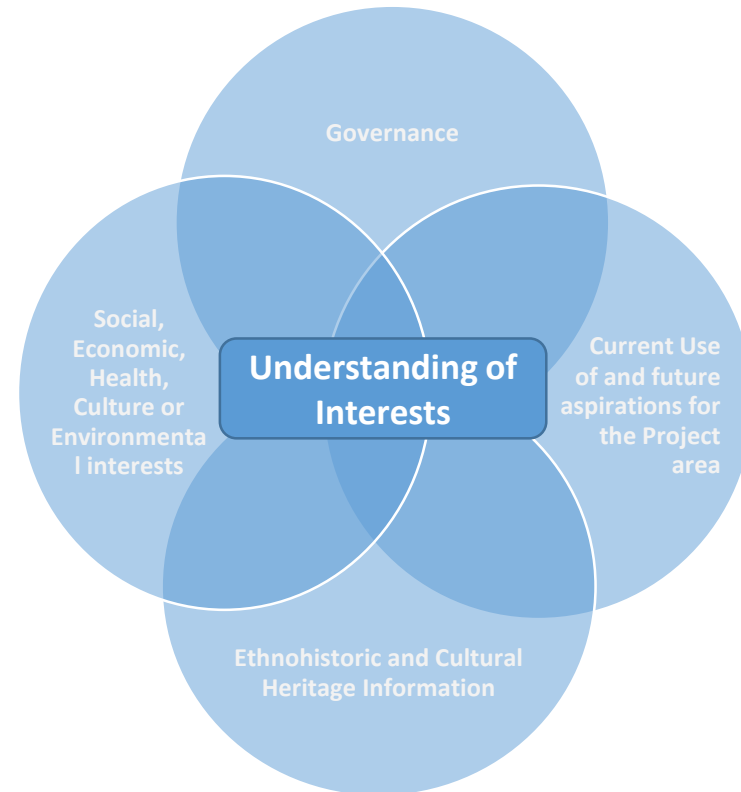 Governance
Social,
Economic,
Health,
Culture or
Environmenta
l interests
Understanding of
Interests
Current Use
of and future
aspirations for
the Project
area
Ethnohistoric and Cultural
Heritage Information